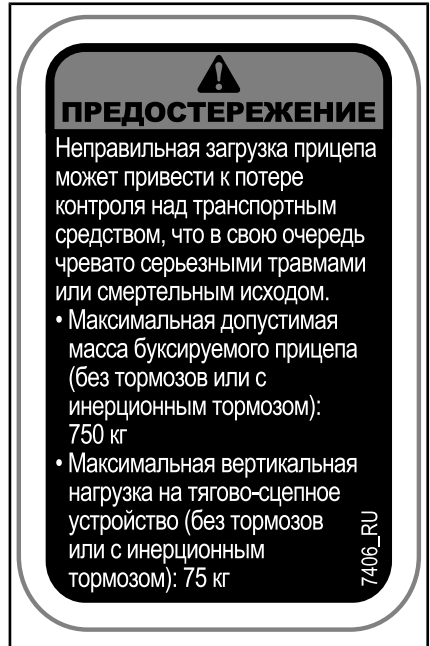 ПРЕДОСТЕРЕЖЕНИЕ
Неправильная загрузка прицепа
может привести к потере
контроля над транспортным
средством, что в свою очередь
чревато серьезными травмами
или смертельным исходом.
• Максимальная допустимая
масса буксируемого прицепа
(без тормозов или с
инерционным тормозом):
750 кг
• Максимальная вертикальная
нагрузка на тягово-сцепное
устройство (без тормозов
или с инерционным
тормозом): 75 кг
7406_RU